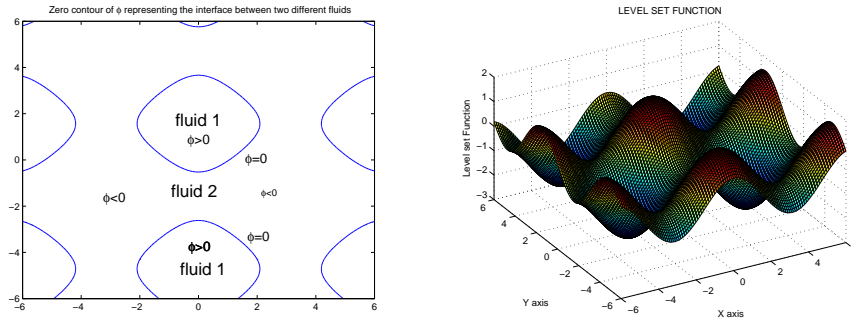 Zero contour of ϕ representing the interface between two different fluids
6
4
2
0
−2
−4
−6
fluid 1
ϕ>0
ϕ=0
fluid 2
ϕ<0
ϕ<0
ϕ>0
ϕ=0
fluid 1
−6
−4
−2
0
2
4
6
LEVEL SET FUNCTION
Level set Function
2
1
0
−1
−2
−3
6
4
2
0
−2
−4
−6
Y axis
−6
−4
−2
0
2
4
X axis